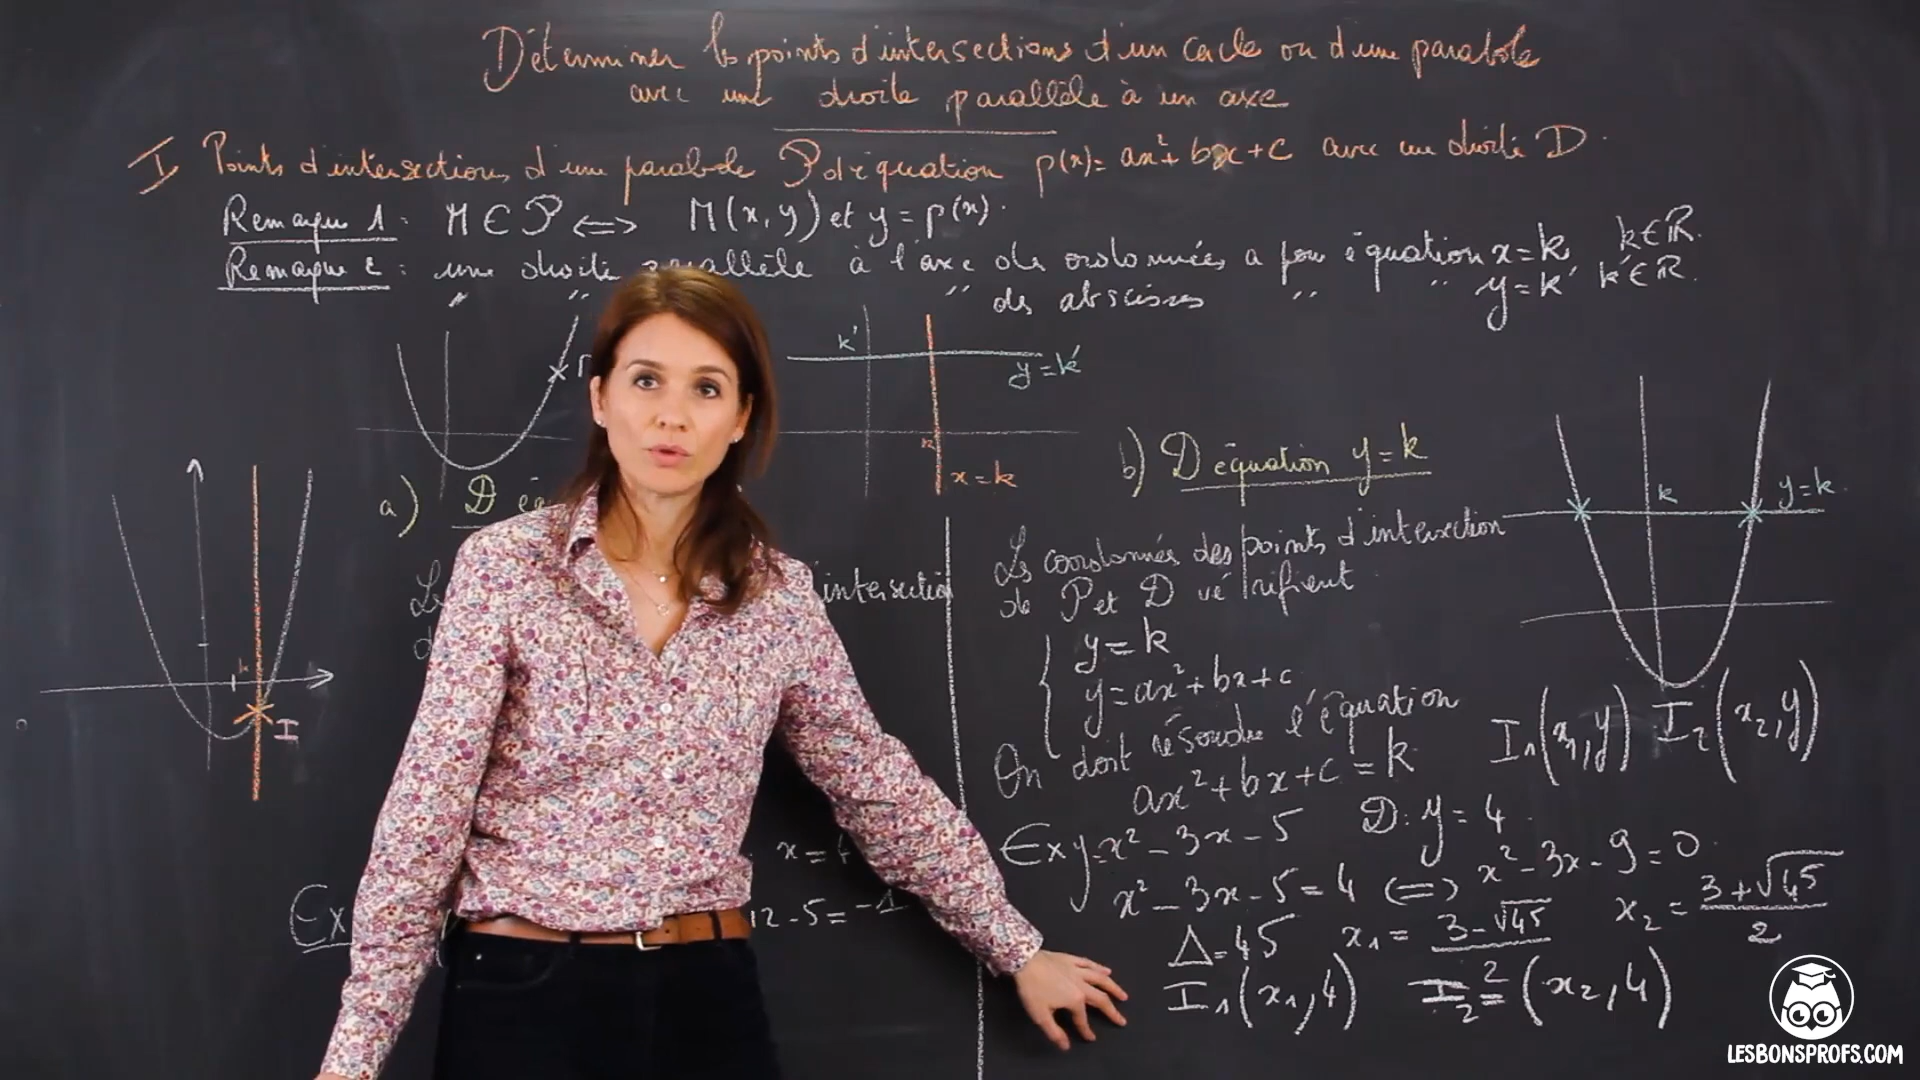 Déterminer les points d'intersections d'un cercle ou d'une parabole
avec une droite parallèle à un axe
I Points d'intersections d'une parabole P d'équation p(x) = ax² + bx + c avec une droite D.
Remarque 1 : M ∈ P ⟺ M(x, y) et y = p(x).
Remarque 2 : une droite parallèle à l'axe des ordonnées a pour équation x = k k ∈ ℝ.
" " " des abscisses " " y = k' k' ∈ ℝ.
k'
y = k'
k
x = k
a) D éq
intersection
k
I
Ex
x = 4
12 - 5 = -1
b) D équation y = k
k
y = k
Les coordonnées des points d'intersection
de P et D vérifient
y = k
y = ax² + bx + c
On doit résoudre l'équation
ax² + bx + c = k
I₁(x₁, y) I₂(x₂, y)
Ex y = x² - 3x - 5 D : y = 4.
x² - 3x - 5 = 4 ⟺ x² - 3x - 9 = 0.
Δ = 45 x₁ = (3 - √45)/2 x₂ = (3 + √45)/2
I₁(x₁, 4) I₂ = (x₂, 4)
LESBONSPROFS.COM